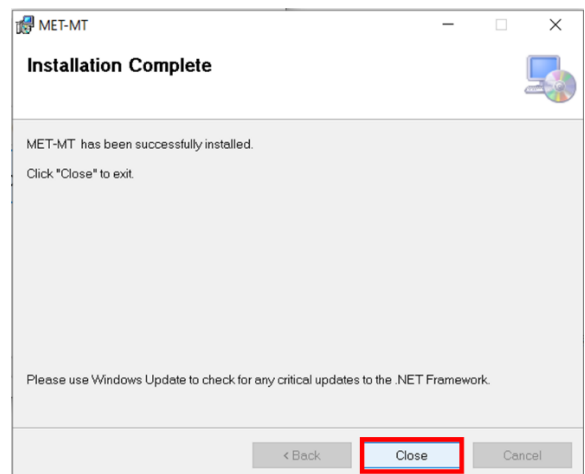 MET-MT
Installation Complete
MET-MT has been successfully installed.
Click "Close" to exit.
Please use Windows Update to check for any critical updates to the .NET Framework.
< Back Close Cancel